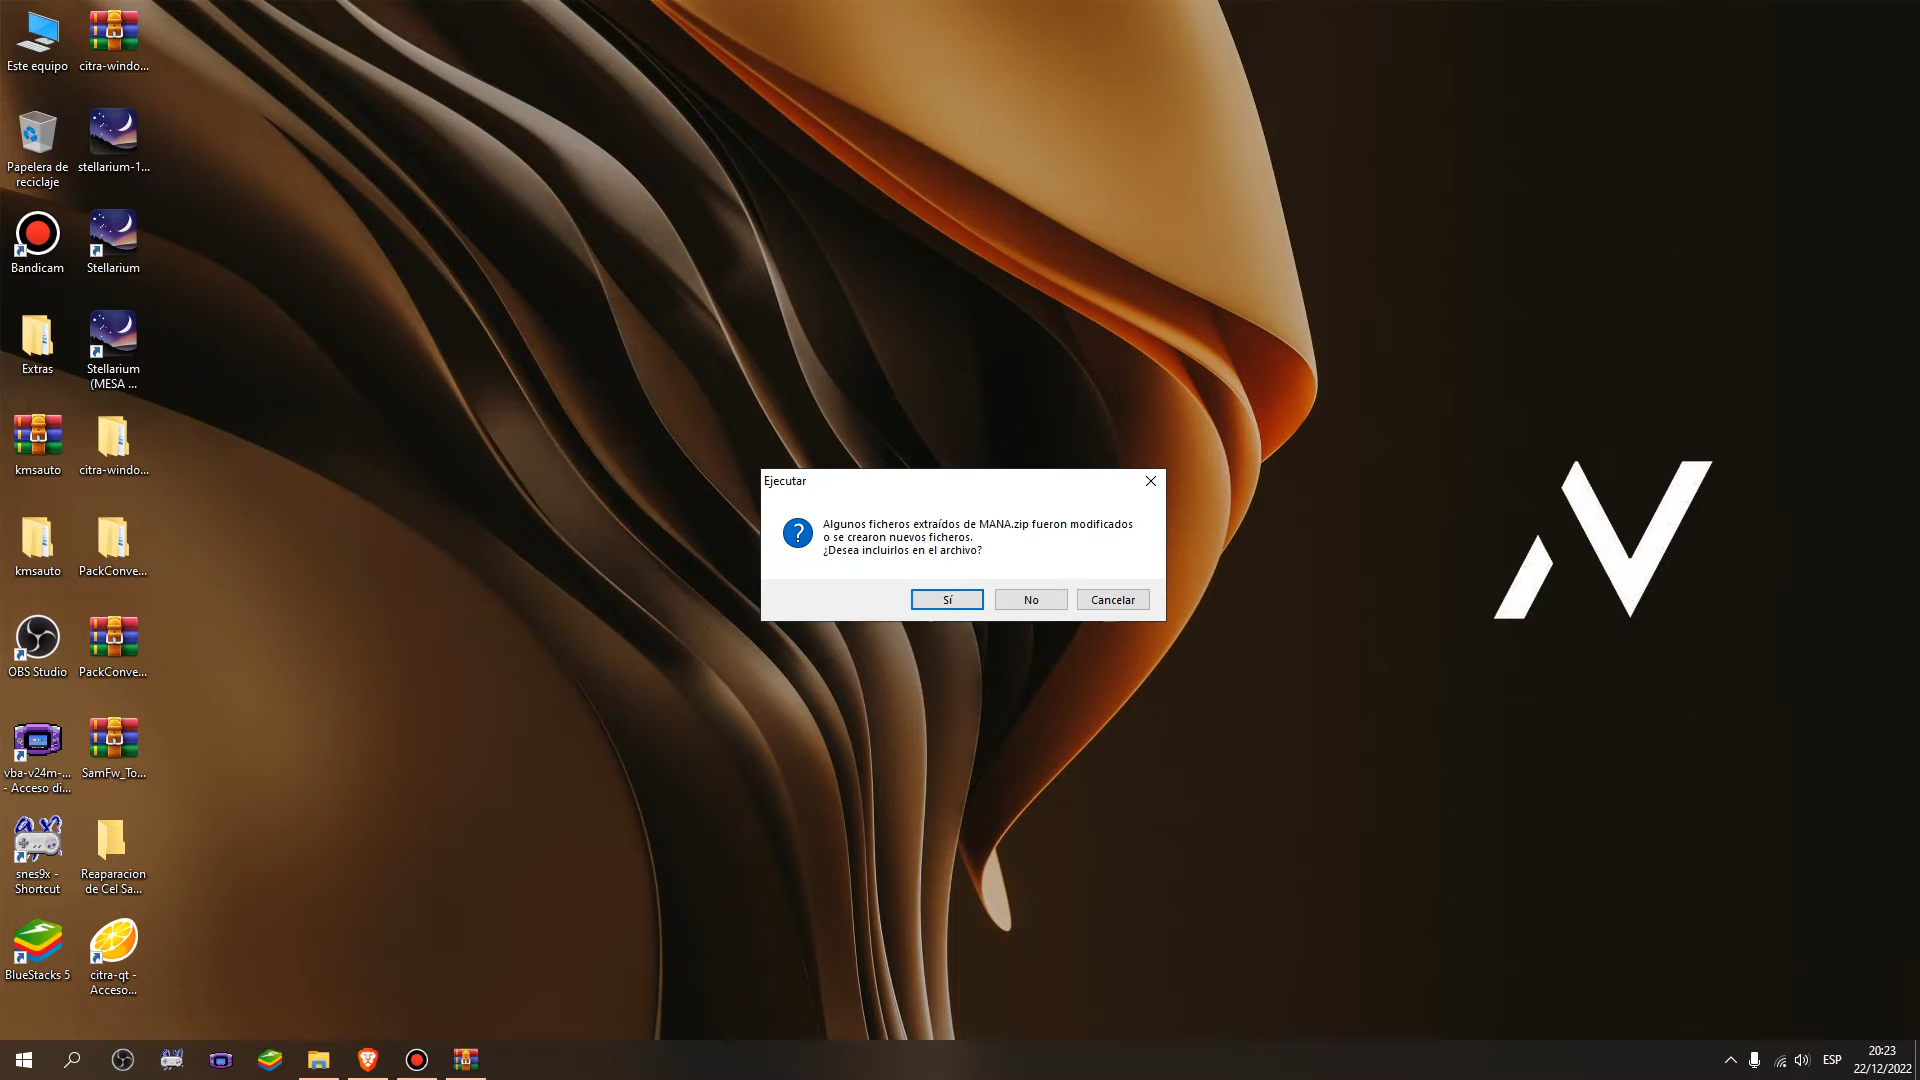 Este equipo
citra-windo...
Papelera de
reciclaje
stellarium-1...
Bandicam
Stellarium
Extras
Stellarium
(MESA ...
kmsauto
citra-windo...
kmsauto
PackConve...
OBS Studio
PackConve...
vba-v24m-...
- Acceso di...
SamFw_To...
snes9x -
Shortcut
Reaparacion
de Cel Sa...
BlueStacks 5
citra-qt -
Acceso...
Ejecutar
Algunos ficheros extraídos de MANA.zip fueron modificados
o se crearon nuevos ficheros.
¿Desea incluirlos en el archivo?
Sí
No
Cancelar
ESP
20:23
22/12/2022